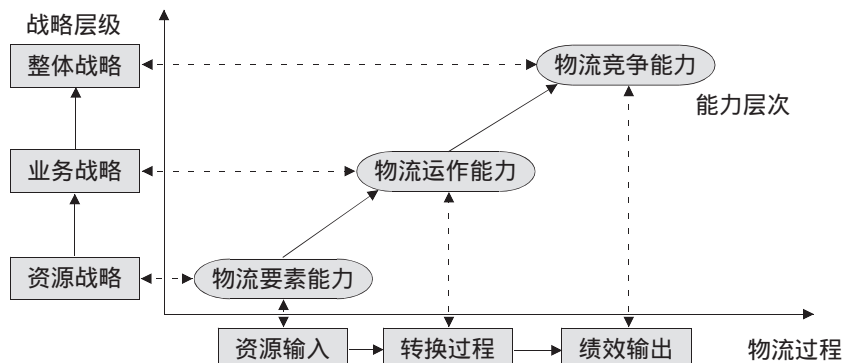 战略层级
整体战略
物流竞争能力
能力层次
业务战略
物流运作能力
资源战略
物流要素能力
资源输入
转换过程
绩效输出
物流过程